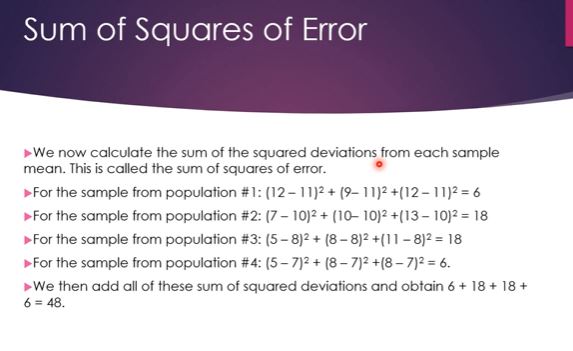 Sum of Squares of Error
We now calculate the sum of the squared deviations from each sample
mean. This is called the sum of squares of error.
For the sample from population #1: (12 – 11)² + (9– 11)² +(12 – 11)² = 6
For the sample from population #2: (7 – 10)² + (10– 10)² +(13 – 10)² = 18
For the sample from population #3: (5 – 8)² + (8 – 8)² +(11 – 8)² = 18
For the sample from population #4: (5 – 7)² + (8 – 7)² +(8 – 7)² = 6.
We then add all of these sum of squared deviations and obtain 6 + 18 + 18 +
6 = 48.